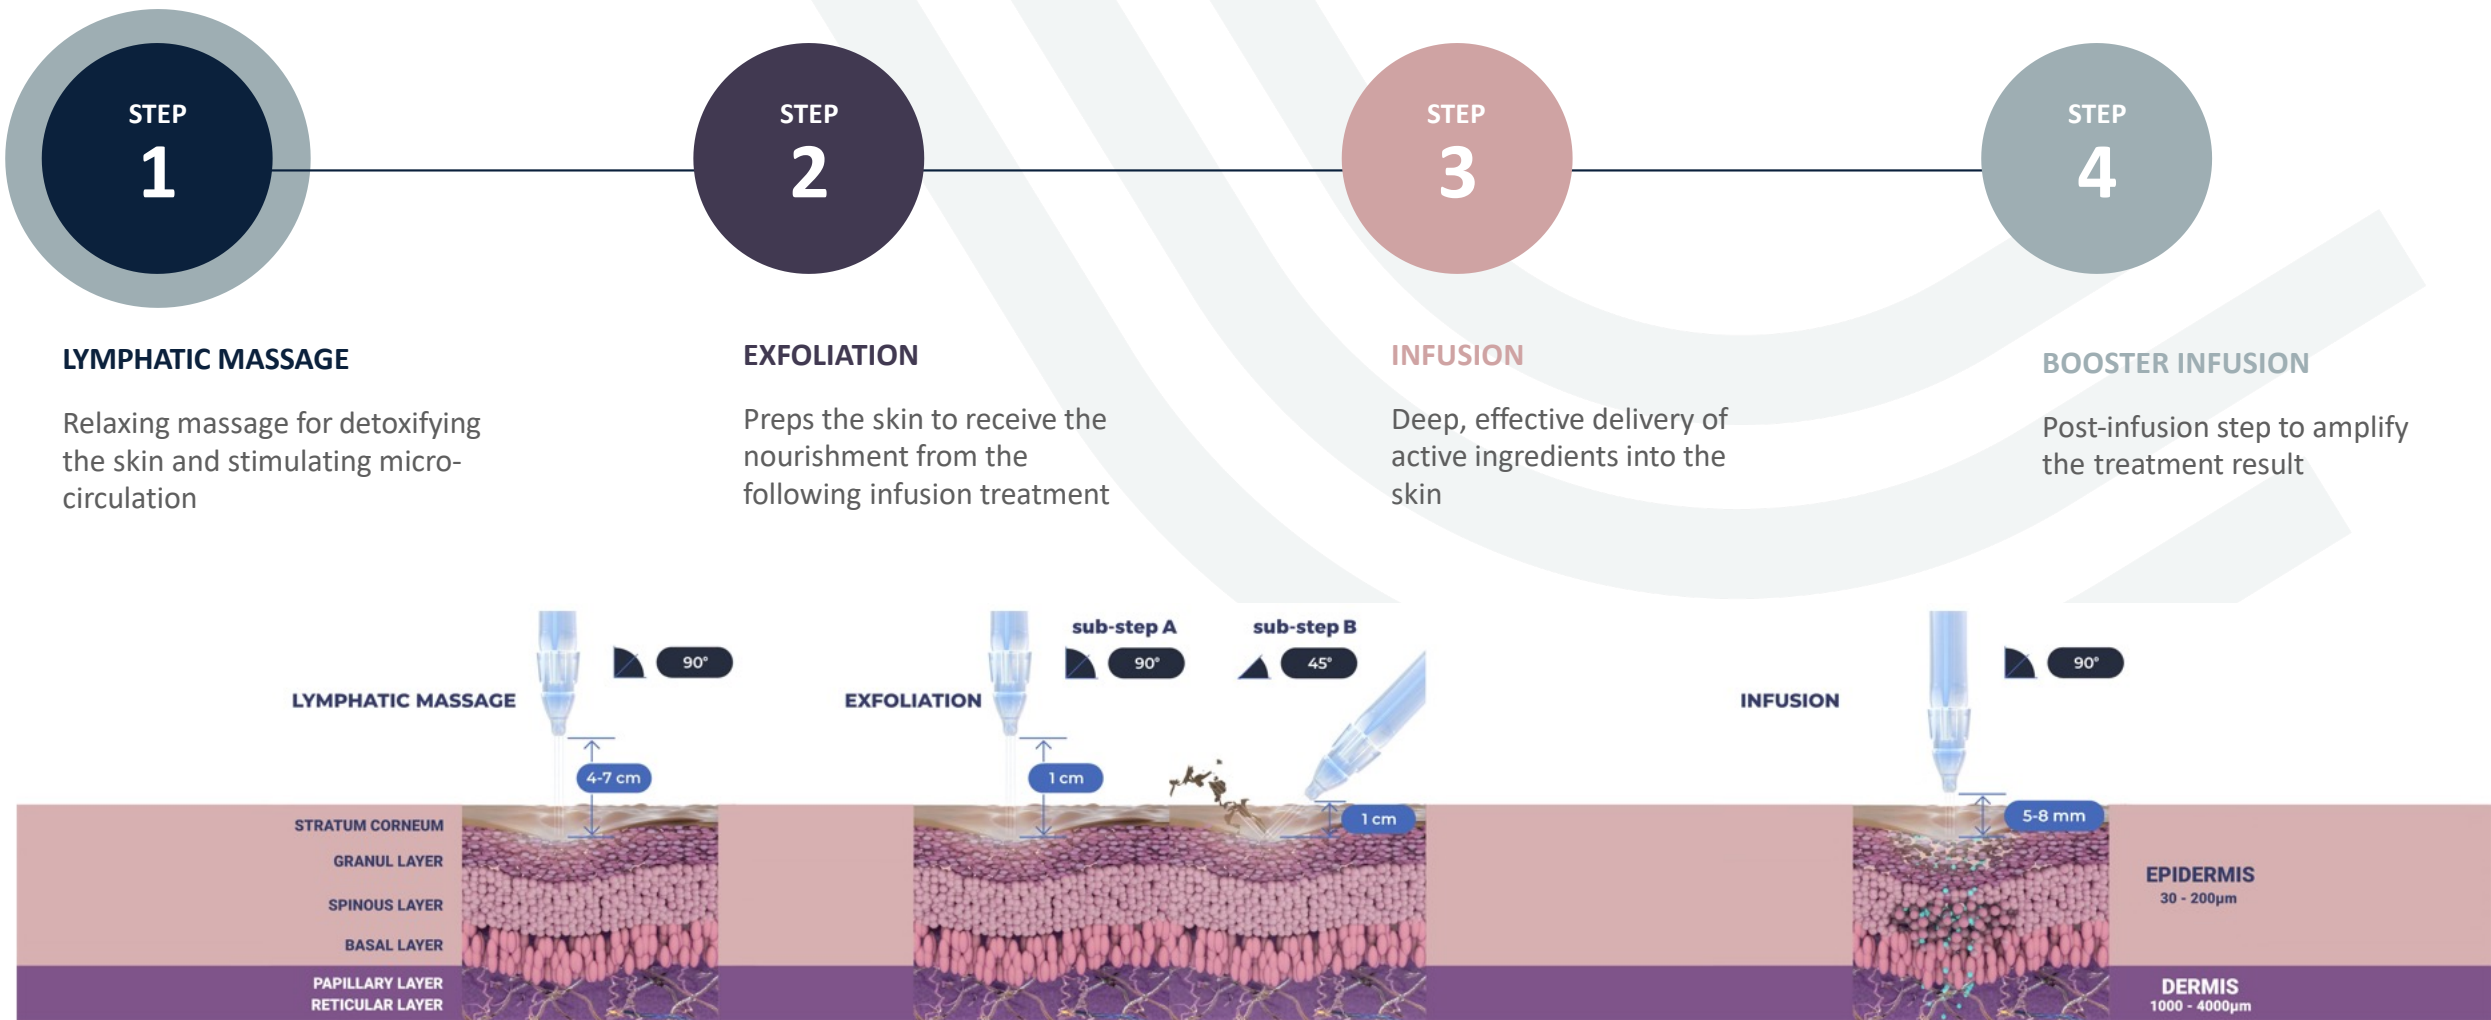 STEP
1
STEP
2
STEP
3
STEP
4
LYMPHATIC MASSAGE
Relaxing massage for detoxifying
the skin and stimulating micro-
circulation
EXFOLIATION
Preps the skin to receive the
nourishment from the
following infusion treatment
INFUSION
Deep, effective delivery of
active ingredients into the
skin
BOOSTER INFUSION
Post-infusion step to amplify
the treatment result
LYMPHATIC MASSAGE
90°
4-7 cm
EXFOLIATION
sub-step A
90°
1 cm
sub-step B
45°
1 cm
INFUSION
90°
5-8 mm
STRATUM CORNEUM
GRANUL LAYER
SPINOUS LAYER
BASAL LAYER
PAPILLARY LAYER
RETICULAR LAYER
EPIDERMIS
30 - 200µm
DERMIS
1000 - 4000µm